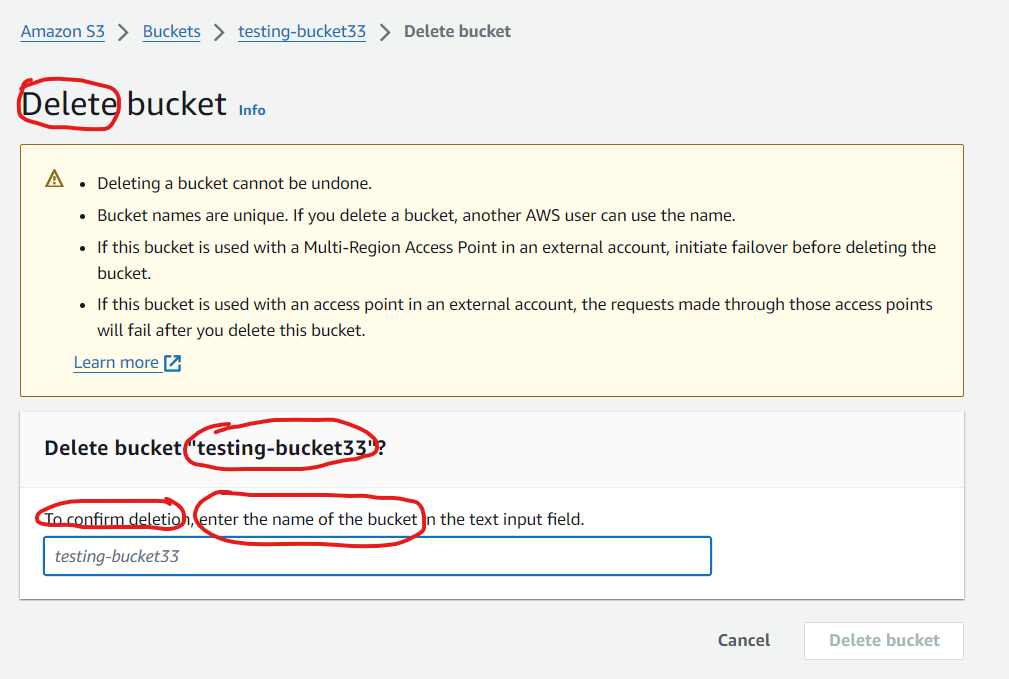 Amazon S3 > Buckets > testing-bucket33 > Delete bucket
Delete bucket Info
• Deleting a bucket cannot be undone.
• Bucket names are unique. If you delete a bucket, another AWS user can use the name.
• If this bucket is used with a Multi-Region Access Point in an external account, initiate failover before deleting the
bucket.
• If this bucket is used with an access point in an external account, the requests made through those access points
will fail after you delete this bucket.
Learn more
Delete bucket "testing-bucket33"?
To confirm deletion, enter the name of the bucket in the text input field.
testing-bucket33
Cancel Delete bucket